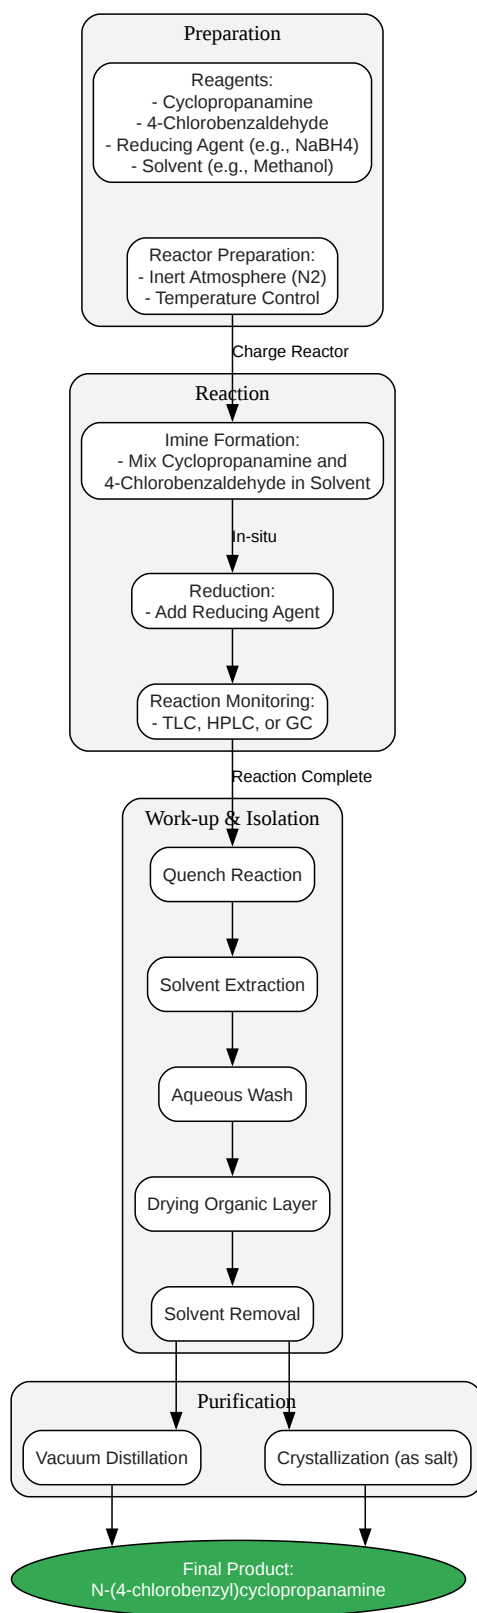 Preparation
Reagents:
- Cyclopropanamine
- 4-Chlorobenzaldehyde
- Reducing Agent (e.g., NaBH4)
- Solvent (e.g., Methanol)
Reactor Preparation:
- Inert Atmosphere (N2)
- Temperature Control
Charge Reactor
Reaction
Imine Formation:
- Mix Cyclopropanamine and
4-Chlorobenzaldehyde in Solvent
In-situ
Reduction:
- Add Reducing Agent
Reaction Monitoring:
- TLC, HPLC, or GC
Reaction Complete
Work-up & Isolation
Quench Reaction
Solvent Extraction
Aqueous Wash
Drying Organic Layer
Solvent Removal
Purification
Vacuum Distillation
Crystallization (as salt)
Final Product:
N-(4-chlorobenzyl)cyclopropanamine